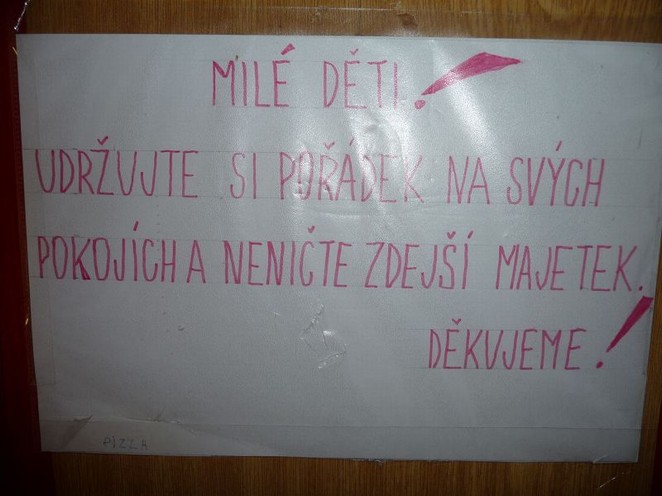 MILÉ DĚTI!
UDRŽUJTE SI POŘÁDEK NA SVÝCH
POKOJÍCH A NENIČTE ZDEJŠÍ MAJETEK.
DĚKUJEME!
PIZZA